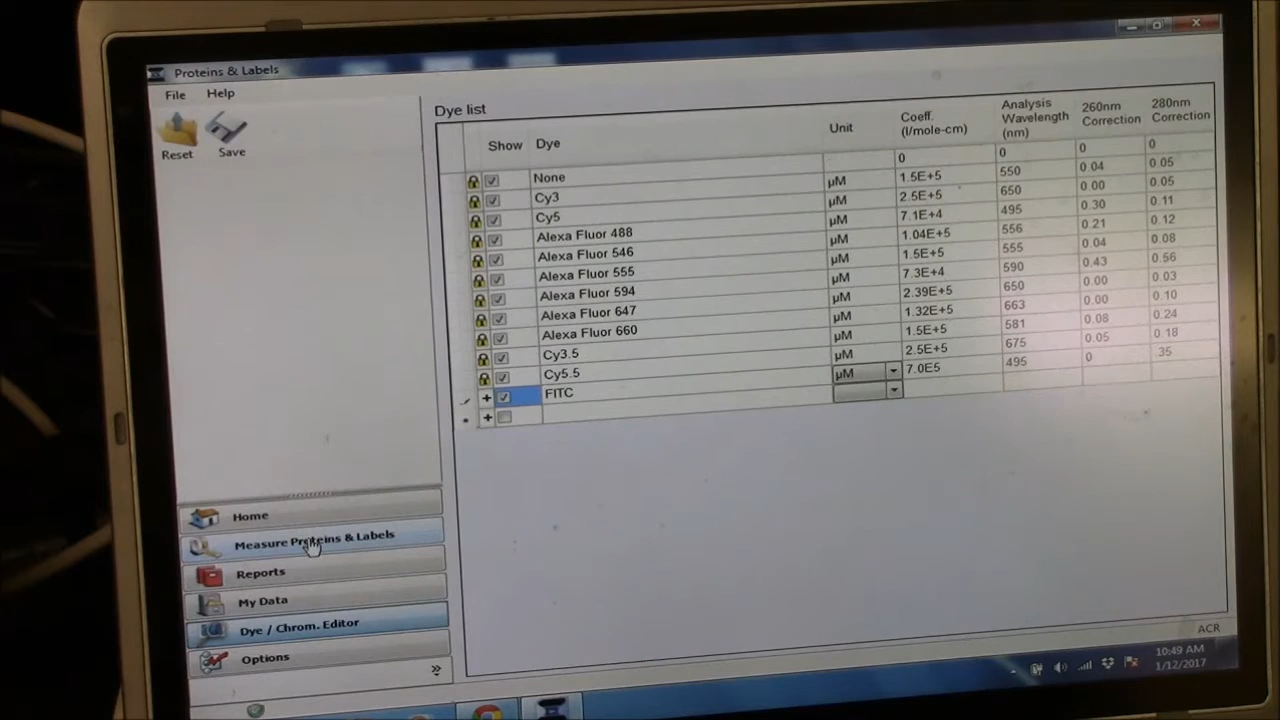 Proteins & Labels
File Help
Reset Save
Dye list
Show Dye Unit Coeff. (l/mole-cm) Analysis Wavelength (nm) 260nm Correction 280nm Correction
None 0 0 0 0
Cy3 µM 1.5E+5 550 0.04 0.05
Cy5 µM 2.5E+5 650 0.00 0.05
Alexa Fluor 488 µM 7.1E+4 495 0.30 0.11
Alexa Fluor 546 µM 1.04E+5 556 0.21 0.12
Alexa Fluor 555 µM 1.5E+5 555 0.04 0.08
Alexa Fluor 594 µM 7.3E+4 590 0.43 0.56
Alexa Fluor 647 µM 2.39E+5 650 0.00 0.03
Alexa Fluor 660 µM 1.32E+5 663 0.00 0.10
Cy3.5 µM 1.5E+5 581 0.08 0.24
Cy5.5 µM 2.5E+5 675 0.05 0.18
FITC µM 7.0E5 495 0 .35
Home
Measure Proteins & Labels
Reports
My Data
Dye / Chrom. Editor
Options
ACR
10:49 AM
1/12/2017